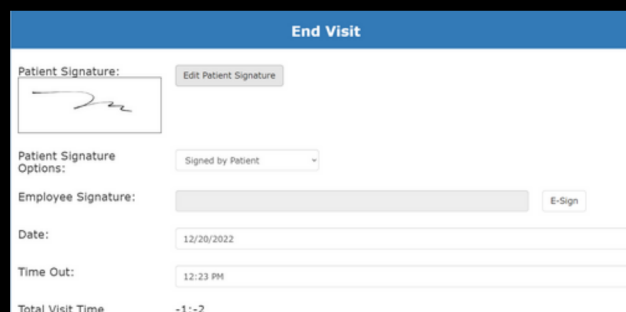 End Visit
Patient Signature:
Edit Patient Signature
Patient Signature
Options:
Signed by Patient
Employee Signature:
E-Sign
Date:
12/20/2022
Time Out:
12:23 PM
Total Visit Time
-1:-2